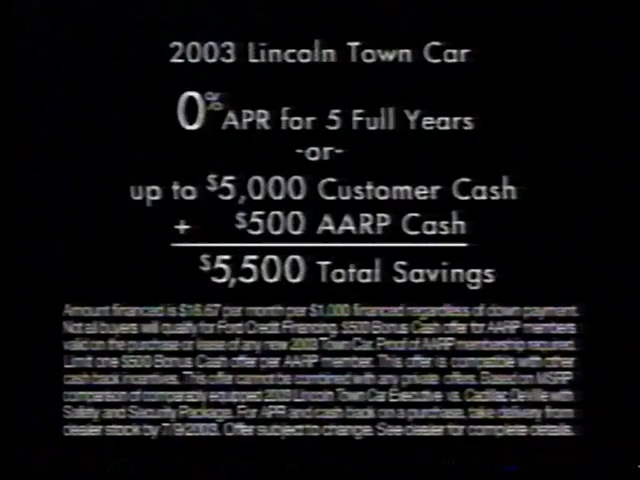 2003 Lincoln Town Car
0% APR for 5 Full Years
-or-
up to $5,000 Customer Cash
+ $500 AARP Cash
$5,500 Total Savings
Amount financed is $16.67 per month per $1,000 financed regardless of down payment.
Not all buyers will qualify for Ford Credit Financing. $500 Bonus Cash offer for AARP members
valid on the purchase or lease of any new 2003 Town Car. Proof of AARP membership required.
Limit one $500 Bonus Cash offer per AARP member. This offer is compatible with other
cash back incentives. This offer cannot be combined with any private offers. Based on MSRP
comparison of comparably equipped 2003 Lincoln Town Car Executive vs. Cadillac Deville with
Safety and Security Package. For APR and cash back on a purchase, take delivery from
dealer stock by 7/9/2003. Offer subject to change. See dealer for complete details.